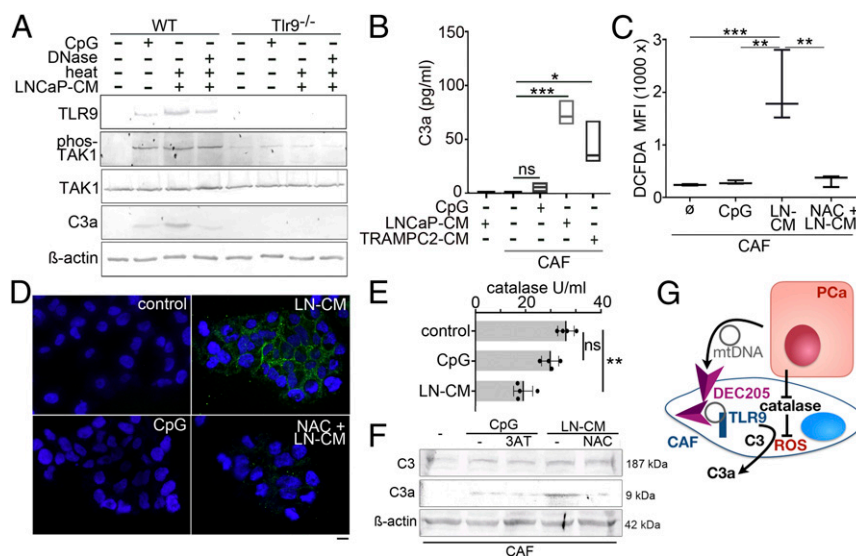 A
WT Tlr9-/-
CpG - + - - - + - -
DNase - - - + - - - +
heat - - + + - - + +
LNCaP-CM - - + + - - + +
TLR9
phos-
TAK1
TAK1
C3a
ß-actin
B
C3a (pg/ml)
150
100
50
0
*
***
ns
CpG - - + - -
LNCaP-CM + - - + -
TRAMPC2-CM - - - - +
CAF
C
DCFDA MFI (1000 x)
3
2
1
0
***
** **
Ø CpG LN-
CM NAC +
LN-CM
CAF
D
control
LN-CM
CpG
NAC +
LN-CM
E
catalase U/ml
0 20 40
control
CpG
LN-CM
ns
**
F
- CpG LN-CM
- 3AT - NAC
C3 187 kDa
C3a 9 kDa
ß-actin 42 kDa
CAF
G
PCa
mtDNA
DEC205
TLR9
catalase
CAF
C3
ROS
C3a